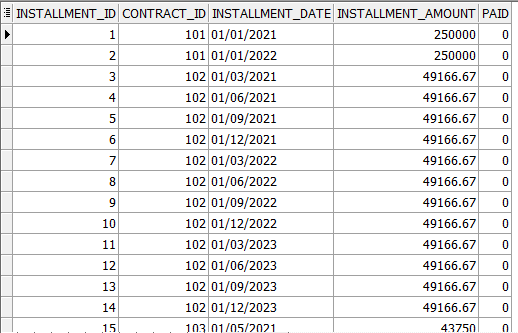 INSTALLMENT_ID CONTRACT_ID INSTALLMENT_DATE INSTALLMENT_AMOUNT PAID
1 101 01/01/2021 250000 0
2 101 01/01/2022 250000 0
3 102 01/03/2021 49166.67 0
4 102 01/06/2021 49166.67 0
5 102 01/09/2021 49166.67 0
6 102 01/12/2021 49166.67 0
7 102 01/03/2022 49166.67 0
8 102 01/06/2022 49166.67 0
9 102 01/09/2022 49166.67 0
10 102 01/12/2022 49166.67 0
11 102 01/03/2023 49166.67 0
12 102 01/06/2023 49166.67 0
13 102 01/09/2023 49166.67 0
14 102 01/12/2023 49166.67 0
15 103 01/05/2021 43750 0